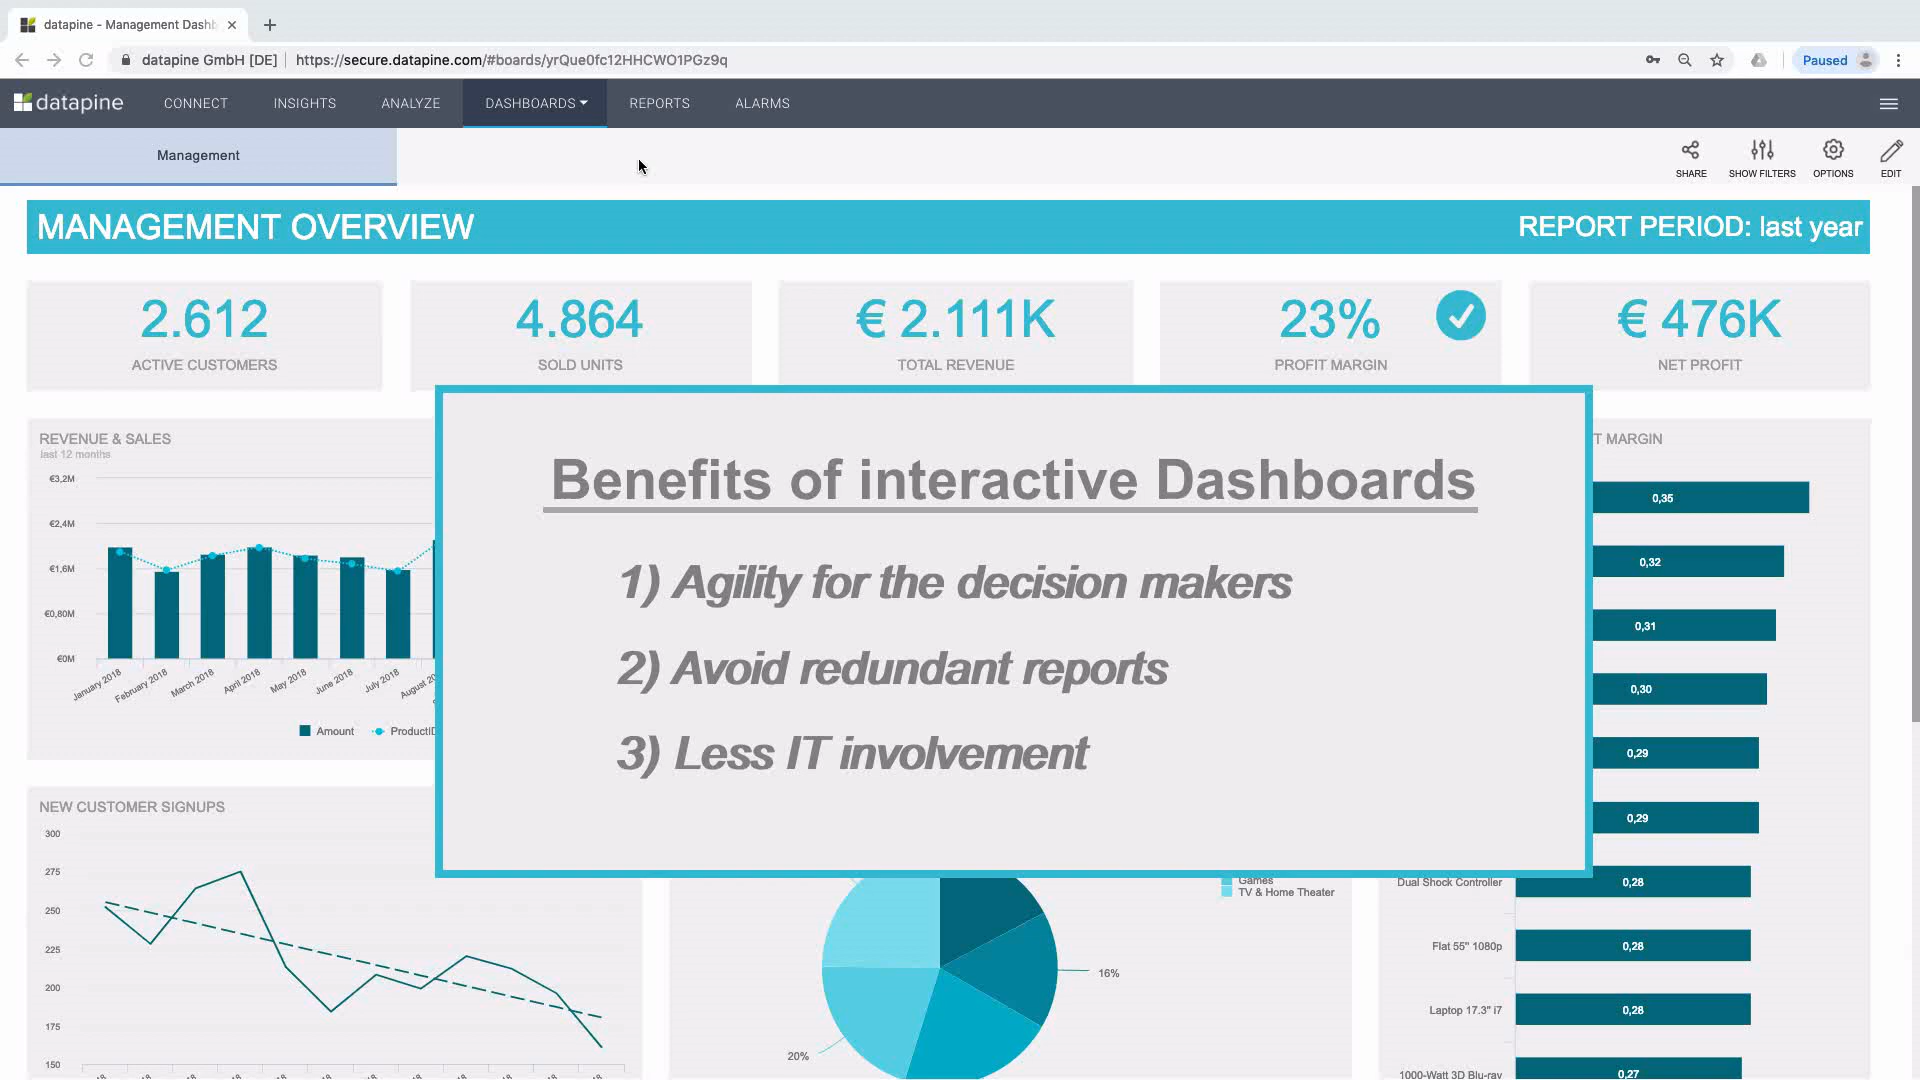 datapine - Management Dashb
datapine GmbH [DE]
https://secure.datapine.com/#boards/yrQue0fc12HHCWO1PGz9q
Paused
datapine
CONNECT
INSIGHTS
ANALYZE
DASHBOARDS
REPORTS
ALARMS
Management
SHARE
SHOW FILTERS
OPTIONS
EDIT
MANAGEMENT OVERVIEW
REPORT PERIOD: last year
2.612
ACTIVE CUSTOMERS
4.864
SOLD UNITS
€ 2.111K
TOTAL REVENUE
23%
PROFIT MARGIN
€ 476K
NET PROFIT
REVENUE & SALES
last 12 months
€3,2M
€2,4M
€1,6M
€0,80M
€0M
January 2018
February 2018
March 2018
April 2018
May 2018
June 2018
July 2018
August 20
Amount
ProductID
Benefits of interactive Dashboards
1) Agility for the decision makers
2) Avoid redundant reports
3) Less IT involvement
T MARGIN
0,35
0,32
0,31
0,30
0,29
0,29
Dual Shock Controller
0,28
Flat 55" 1080p
0,28
Laptop 17.3" i7
0,28
1000-Watt 3D Blu-ray
0,27
NEW CUSTOMER SIGNUPS
300
275
250
225
200
175
150
Games
TV & Home Theater
16%
20%